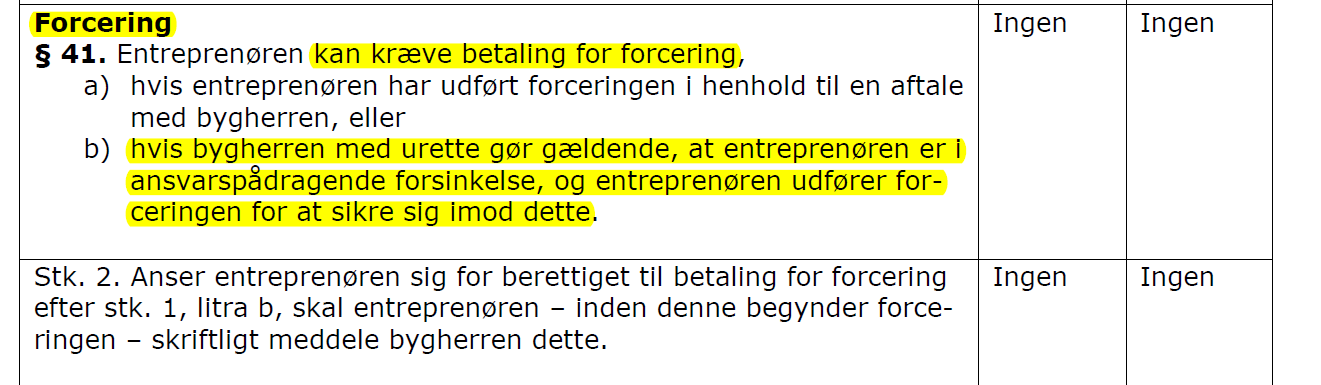 Forcering
§ 41. Entreprenøren kan kræve betaling for forcering,
a) hvis entreprenøren har udført forceringen i henhold til en aftale
med bygherren, eller
b) hvis bygherren med urette gør gældende, at entreprenøren er i
ansvarspådragende forsinkelse, og entreprenøren udfører for-
ceringen for at sikre sig imod dette.
Ingen
Ingen
Stk. 2. Anser entreprenøren sig for berettiget til betaling for forcering
efter stk. 1, litra b, skal entreprenøren – inden denne begynder force-
ringen – skriftligt meddele bygherren dette.
Ingen
Ingen